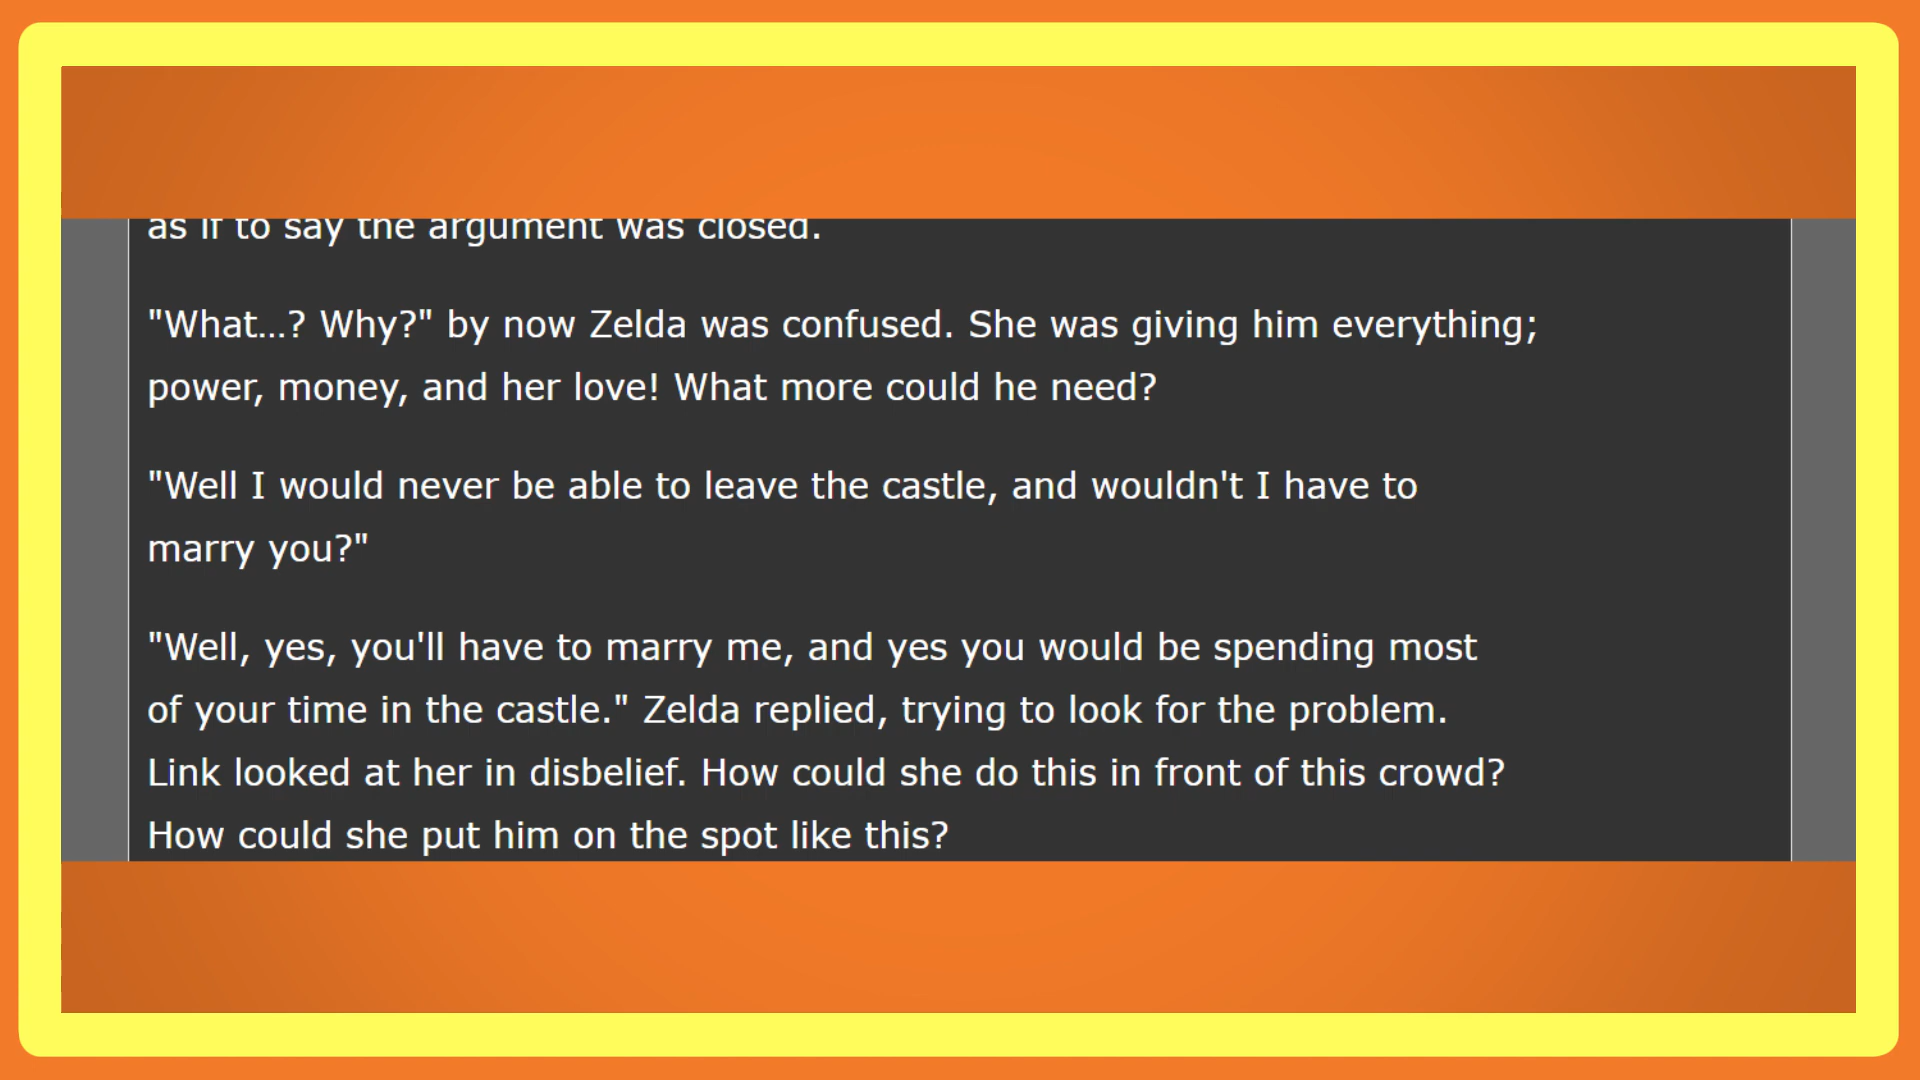 as if to say the argument was closed.
"What...? Why?" by now Zelda was confused. She was giving him everything;
power, money, and her love! What more could he need?
"Well I would never be able to leave the castle, and wouldn't I have to
marry you?"
"Well, yes, you'll have to marry me, and yes you would be spending most
of your time in the castle." Zelda replied, trying to look for the problem.
Link looked at her in disbelief. How could she do this in front of this crowd?
How could she put him on the spot like this?